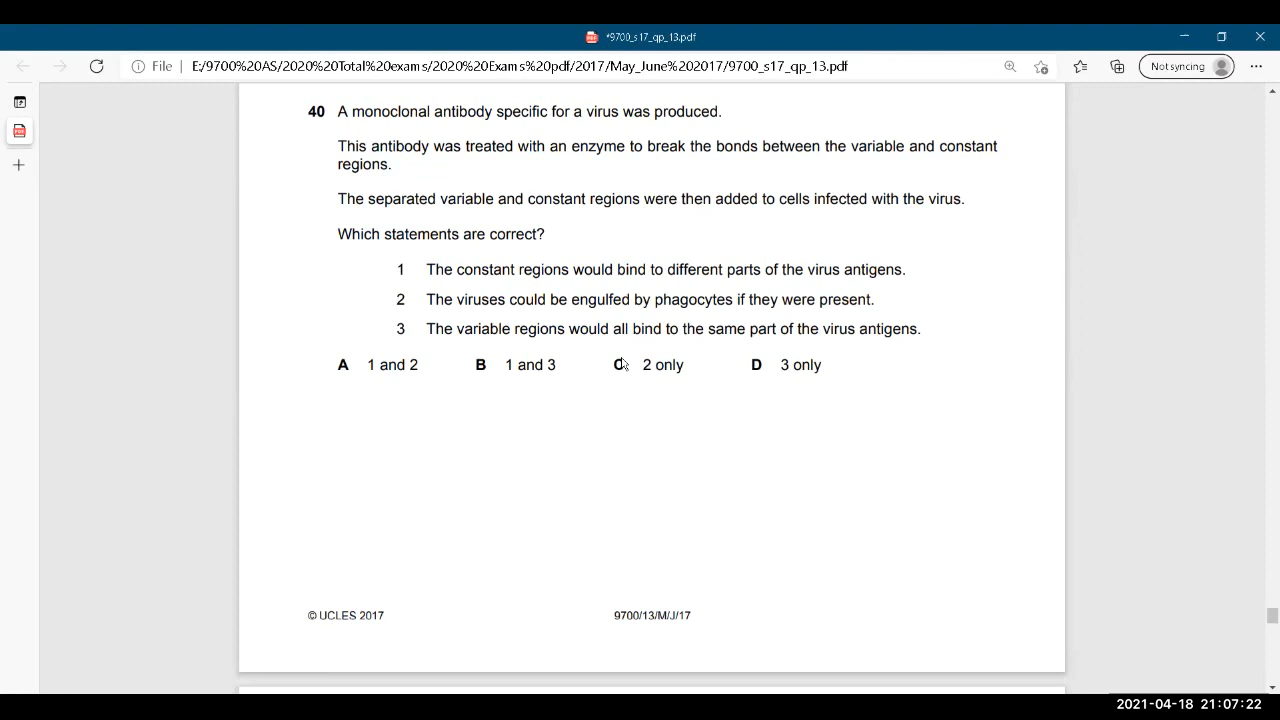 *9700_s17_qp_13.pdf
File | E:/9700%20AS/2020%20Total%20exams/2020%20Exams%20pdf/2017/May_June%202017/9700_s17_qp_13.pdf Not syncing
40 A monoclonal antibody specific for a virus was produced.
This antibody was treated with an enzyme to break the bonds between the variable and constant
regions.
The separated variable and constant regions were then added to cells infected with the virus.
Which statements are correct?
1 The constant regions would bind to different parts of the virus antigens.
2 The viruses could be engulfed by phagocytes if they were present.
3 The variable regions would all bind to the same part of the virus antigens.
A 1 and 2 B 1 and 3 C 2 only D 3 only
© UCLES 2017 9700/13/M/J/17
2021-04-18 21:07:22